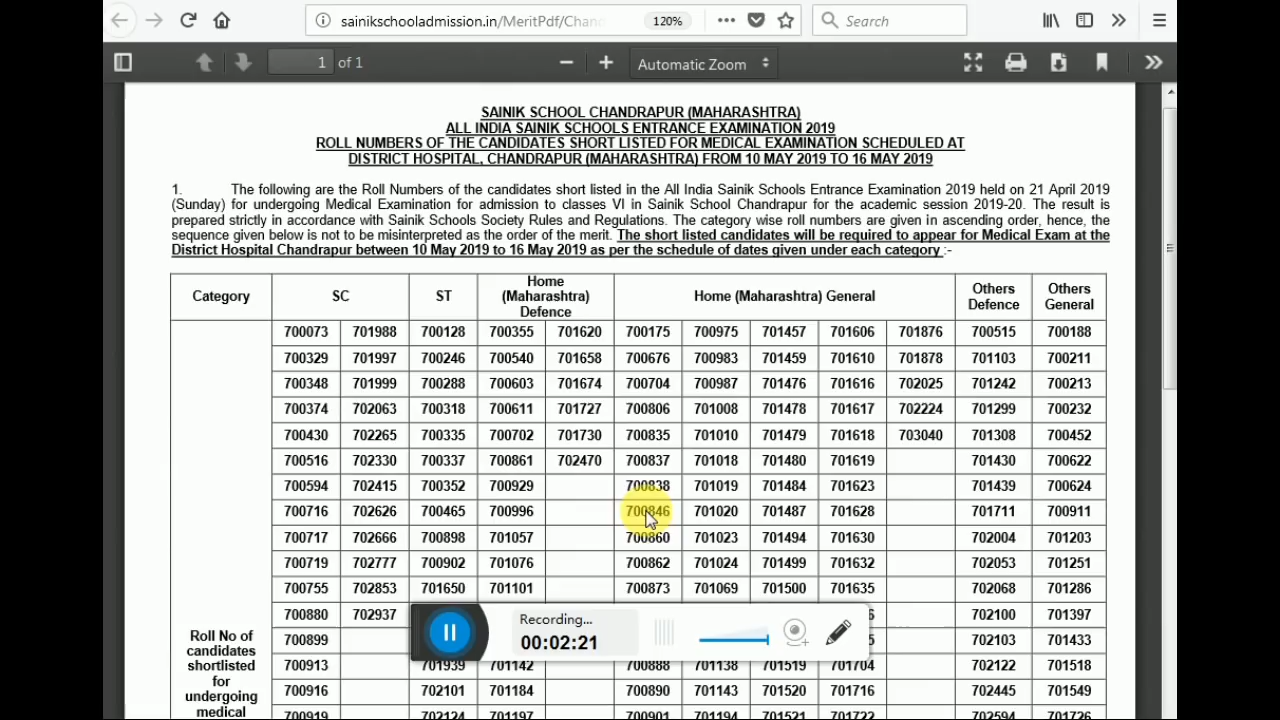 sainikschooladmission.in/MeritPdf/Chan
120%
Search
1 of 1
Automatic Zoom
SAINIK SCHOOL CHANDRAPUR (MAHARASHTRA)
ALL INDIA SAINIK SCHOOLS ENTRANCE EXAMINATION 2019
ROLL NUMBERS OF THE CANDIDATES SHORT LISTED FOR MEDICAL EXAMINATION SCHEDULED AT
DISTRICT HOSPITAL, CHANDRAPUR (MAHARASHTRA) FROM 10 MAY 2019 TO 16 MAY 2019
1. The following are the Roll Numbers of the candidates short listed in the All India Sainik Schools Entrance Examination 2019 held on 21 April 2019
(Sunday) for undergoing Medical Examination for admission to classes VI in Sainik School Chandrapur for the academic session 2019-20. The result is
prepared strictly in accordance with Sainik Schools Society Rules and Regulations. The category wise roll numbers are given in ascending order, hence, the
sequence given below is not to be misinterpreted as the order of the merit. The short listed candidates will be required to appear for Medical Exam at the
District Hospital Chandrapur between 10 May 2019 to 16 May 2019 as per the schedule of dates given under each category :-
Category SC ST Home (Maharashtra) Defence Home (Maharashtra) General Others Defence Others General
700073 701988 700128 700355 701620 700175 700975 701457 701606 701876 700515 700188
700329 701997 700246 700540 701658 700676 700983 701459 701610 701878 701103 700211
700348 701999 700288 700603 701674 700704 700987 701476 701616 702025 701242 700213
700374 702063 700318 700611 701727 700806 701008 701478 701617 702224 701299 700232
700430 702265 700335 700702 701730 700835 701010 701479 701618 703040 701308 700452
700516 702330 700337 700861 702470 700837 701018 701480 701619 701430 700622
700594 702415 700352 700929 700838 701019 701484 701623 701439 700624
700716 702626 700465 700996 700846 701020 701487 701628 701711 700911
700717 702666 700898 701057 700860 701023 701494 701630 702004 701203
700719 702777 700902 701076 700862 701024 701499 701632 702053 701251
700755 702853 701650 701101 700873 701069 701500 701635 702068 701286
700880 702937 702100 701397
700899 702103 701433
700913 701939 701142 700888 701138 701519 701704 702122 701518
700916 702101 701184 700890 701143 701520 701716 702445 701549
700919 702124 701197 700901 701194 701521 701722 702594 701726
Roll No of
candidates
shortlisted
for
undergoing
medical
Recording...
00:02:21